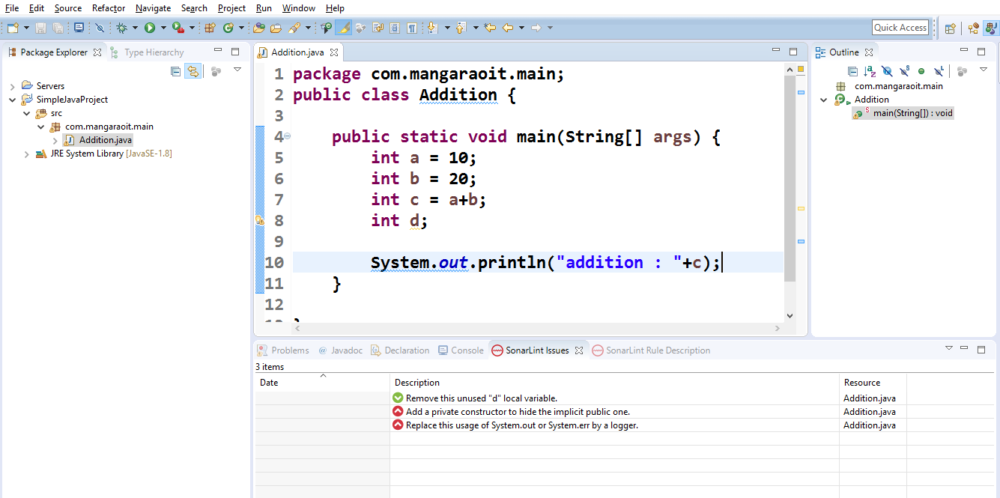 File Edit Source Refactor Navigate Search Project Run Window Help
Quick Access
Package Explorer Type Hierarchy
Servers
SimpleJavaProject
src
com.mangaraoit.main
Addition.java
JRE System Library [JavaSE-1.8]
Addition.java
1 package com.mangaraoit.main;
2 public class Addition {
3
4 public static void main(String[] args) {
5 int a = 10;
6 int b = 20;
7 int c = a+b;
8 int d;
9
10 System.out.println("addition : "+c);
11 }
12
Outline
com.mangaraoit.main
Addition
main(String[]) : void
Problems @ Javadoc Declaration Console SonarLint Issues SonarLint Rule Description
3 items
Date Description Resource
Remove this unused "d" local variable. Addition.java
Add a private constructor to hide the implicit public one. Addition.java
Replace this usage of System.out or System.err by a logger. Addition.java